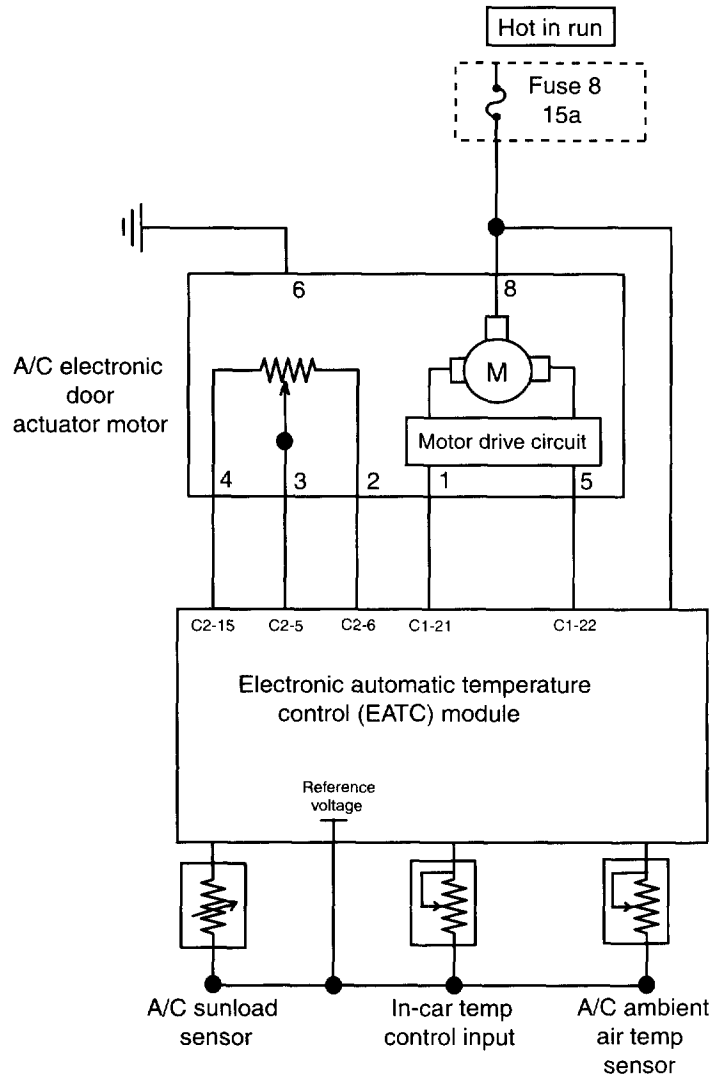 Hot in run
Fuse 8
15a
6
8
A/C electronic
door
actuator motor
M
Motor drive circuit
4
3
2
1
5
C2-15
C2-5
C2-6
C1-21
C1-22
Electronic automatic temperature
control (EATC) module
Reference
voltage
A/C sunload
sensor
In-car temp
control input
A/C ambient
air temp
sensor